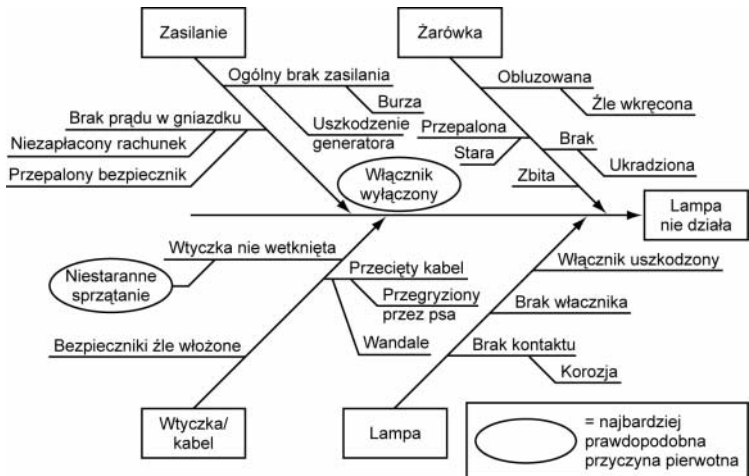 Zasilanie
Żarówka
Ogólny brak zasilania
Burza
Uszkodzenie
generatora
Brak prądu w gniazdku
Niezapłacony rachunek
Przepalony bezpiecznik
Obluzowana
Źle wkręcona
Przepalona
Stara
Brak
Ukradziona
Zbita
Włącznik
wyłączony
Lampa
nie działa
Wtyczka nie wetknięta
Niestaranne
sprzątanie
Przecięty kabel
Przegryziony
przez psa
Wandale
Bezpieczniki źle włożone
Włącznik uszkodzony
Brak włacznika
Brak kontaktu
Korozja
Wtyczka/
kabel
Lampa
= najbardziej
prawdopodobna
przyczyna pierwotna